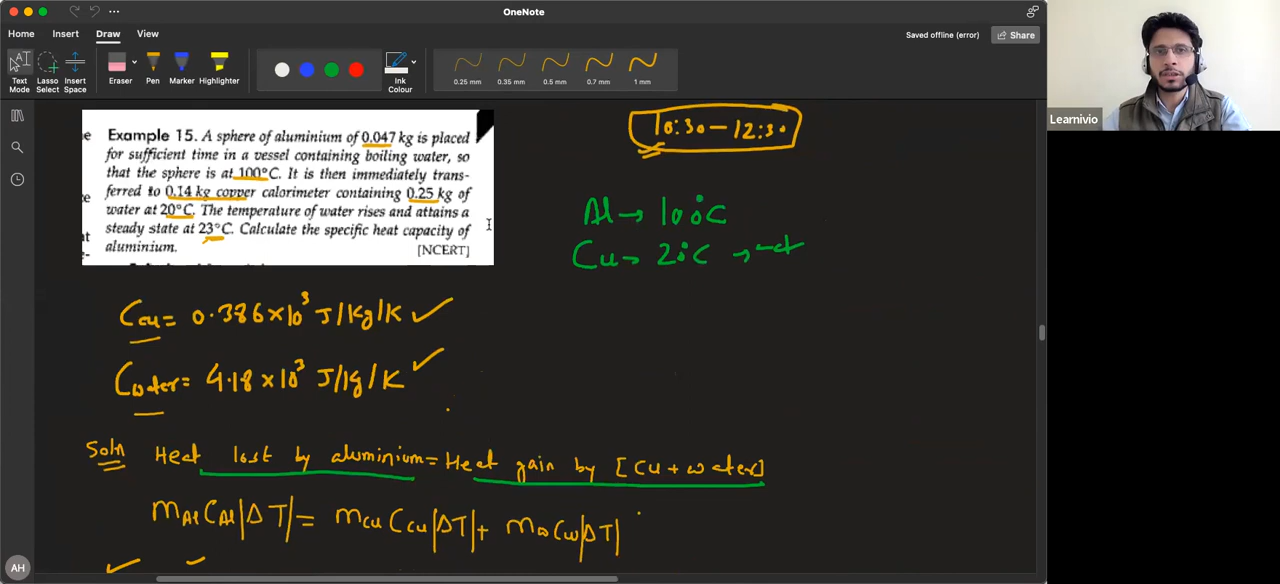 OneNote
Home Insert Draw View
Saved offline (error) Share
Text Mode
Lasso Select
Insert Space
Eraser
Pen
Marker
Highlighter
Ink Colour
0.25 mm 0.35 mm 0.5 mm 0.7 mm 1 mm
Learnivio
Example 15. A sphere of aluminium of 0.047 kg is placed
for sufficient time in a vessel containing boiling water, so
that the sphere is at 100°C. It is then immediately trans-
ferred to 0.14 kg copper calorimeter containing 0.25 kg of
water at 20°C. The temperature of water rises and attains a
steady state at 23°C. Calculate the specific heat capacity of
aluminium. [NCERT]
10:30 - 12:30
Al → 100°C
Cu → 20°C →
Ccu = 0.386×10³ J/Kg/K ✓
Cwater = 4.18×10³ J/Kg/K ✓
Soln Heat lost by aluminium = Heat gain by [Cu + water]
mAl CAl |ΔT| = mcu Ccu |ΔT| + mw Cw |ΔT|
AH